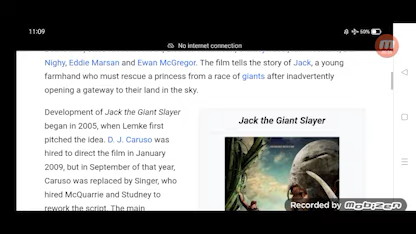 11:09
50%
No internet connection
Nighy, Eddie Marsan and Ewan McGregor. The film tells the story of Jack, a young
farmhand who must rescue a princess from a race of giants after inadvertently
opening a gateway to their land in the sky.
Development of Jack the Giant Slayer
began in 2005, when Lemke first
pitched the idea. D. J. Caruso was
hired to direct the film in January
2009, but in September of that year,
Caruso was replaced by Singer, who
hired McQuarrie and Studney to
rework the script. The main
Jack the Giant Slayer
Recorded by
mobizen